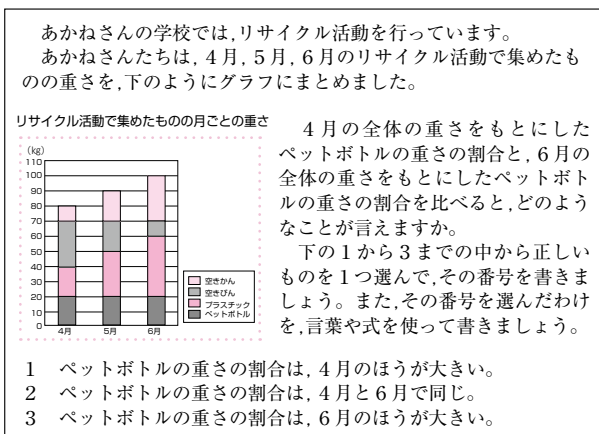 あかねさんの学校では,リサイクル活動を行っています。
あかねさんたちは,4月,5月,6月のリサイクル活動で集めたも
のの重さを,下のようにグラフにまとめました。
リサイクル活動で集めたものの月ごとの重さ
(kg)
110
100
90
80
70
60
50
40
30
20
10
0
4月 5月 6月
空きかん
空きびん
プラスチック
ペットボトル
4月の全体の重さをもとにした
ペットボトルの重さの割合と,6月の
全体の重さをもとにしたペットボト
ルの重さの割合を比べると,どのよう
なことが言えますか。
下の1から3までの中から正しい
ものを1つ選んで,その番号を書きま
しょう。また,その番号を選んだわけ
を,言葉や式を使って書きましょう。
1 ペットボトルの重さの割合は,4月のほうが大きい。
2 ペットボトルの重さの割合は,4月と6月で同じ。
3 ペットボトルの重さの割合は,6月のほうが大きい。